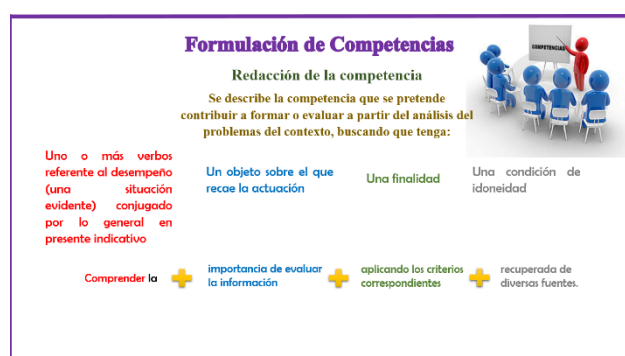 Formulación de Competencias
COMPETENCIAS
Redacción de la competencia
Se describe la competencia que se pretende
contribuir a formar o evaluar a partir del análisis del
problemas del contexto, buscando que tenga:
Uno o más verbos
referente al desempeño
(una situación
evidente) conjugado
por lo general en
presente indicativo
Un objeto sobre el que
recae la actuación
Una finalidad
Una condición de
idoneidad
Comprender la
importancia de evaluar
la información
aplicando los criterios
correspondientes
recuperada de
diversas fuentes.